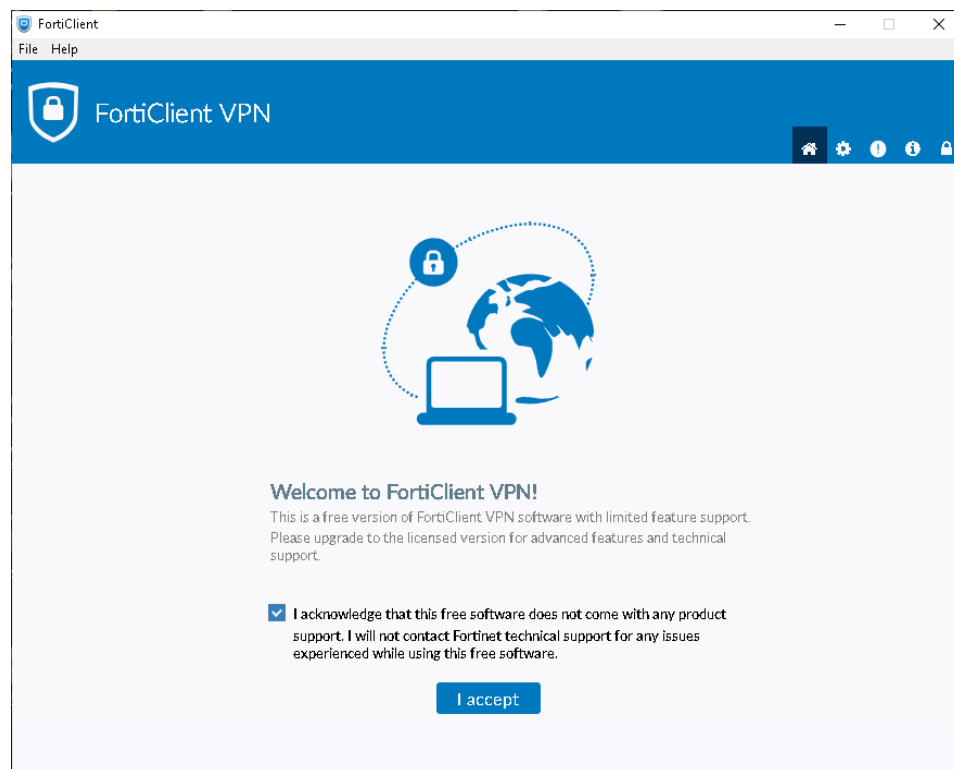 FortiClient
File Help
FortiClient VPN
Welcome to FortiClient VPN!
This is a free version of FortiClient VPN software with limited feature support.
Please upgrade to the licensed version for advanced features and technical
support.
I acknowledge that this free software does not come with any product
support. I will not contact Fortinet technical support for any issues
experienced while using this free software.
I accept